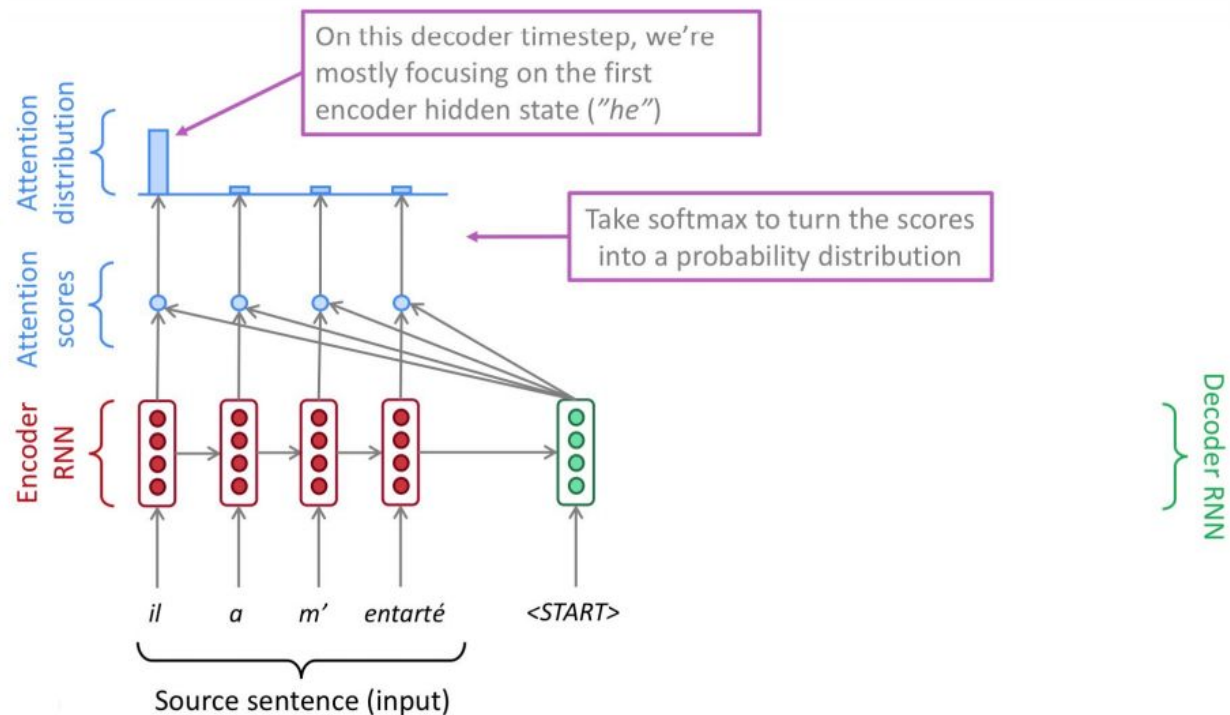 On this decoder timestep, we're
mostly focusing on the first
encoder hidden state ("he")
Attention
distribution
Take softmax to turn the scores
into a probability distribution
Attention
scores
Encoder
RNN
Decoder RNN
il a m' entarté <START>
Source sentence (input)